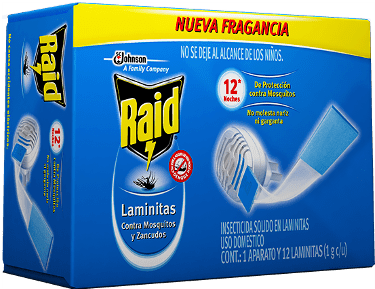 NUEVA FRAGANCIA
NO SE DEJE AL ALCANCE DE LOS NIÑOS.
SC Johnson
A Family Company
Raid
12*
Noches
De Protección
contra Mosquitos
No molesta nariz
ni garganta
Laminitas
Contra Mosquitos
y Zancudos
INSECTICIDA SOLIDO EN LAMINITAS
USO DOMESTICO
CONT.: 1 APARATO Y 12 LAMINITAS (1 g c/u)
Raid
Laminitas
12
Noches